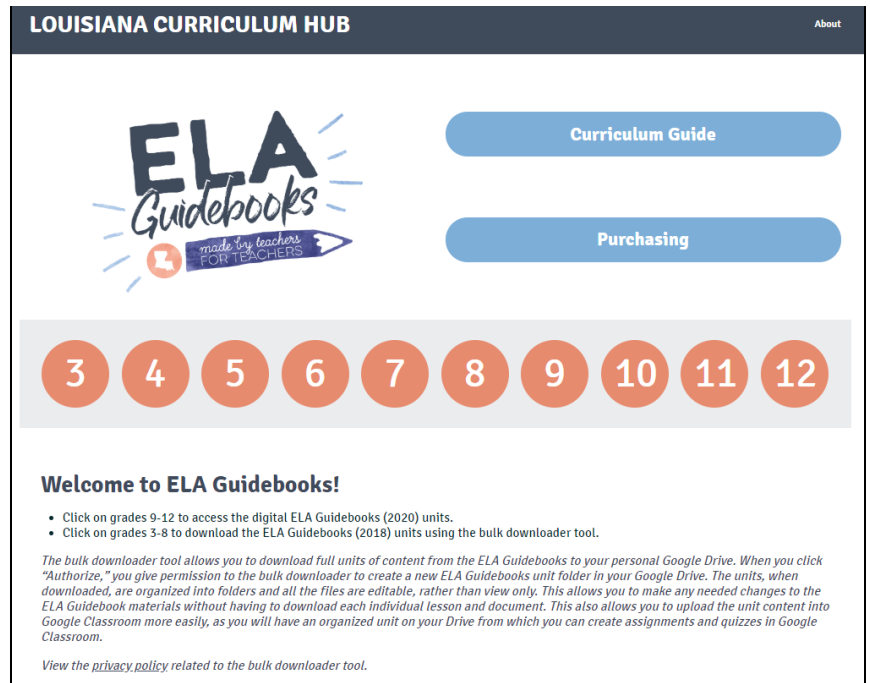 LOUISIANA CURRICULUM HUB
About
ELA
Guidebooks
made by teachers
FOR TEACHERS
Curriculum Guide
Purchasing
3 4 5 6 7 8 9 10 11 12
Welcome to ELA Guidebooks!
• Click on grades 9-12 to access the digital ELA Guidebooks (2020) units.
• Click on grades 3-8 to download the ELA Guidebooks (2018) units using the bulk downloader tool.
The bulk downloader tool allows you to download full units of content from the ELA Guidebooks to your personal Google Drive. When you click
“Authorize,” you give permission to the bulk downloader to create a new ELA Guidebooks unit folder in your Google Drive. The units, when
downloaded, are organized into folders and all the files are editable, rather than view only. This allows you to make any needed changes to the
ELA Guidebook materials without having to download each individual lesson and document. This also allows you to upload the unit content into
Google Classroom more easily, as you will have an organized unit on your Drive from which you can create assignments and quizzes in Google
Classroom.
View the privacy policy related to the bulk downloader tool.